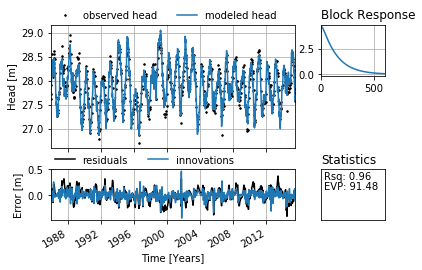 observed head
modeled head
Block Response
29.0
28.5
28.0
27.5
27.0
Head [m]
2.5
0.0
0
500
residuals
innovations
Statistics
0.5
0.0
Error [m]
Rsq: 0.96
EVP: 91.48
1988
1992
1996
2000
2004
2008
2012
Time [Years]